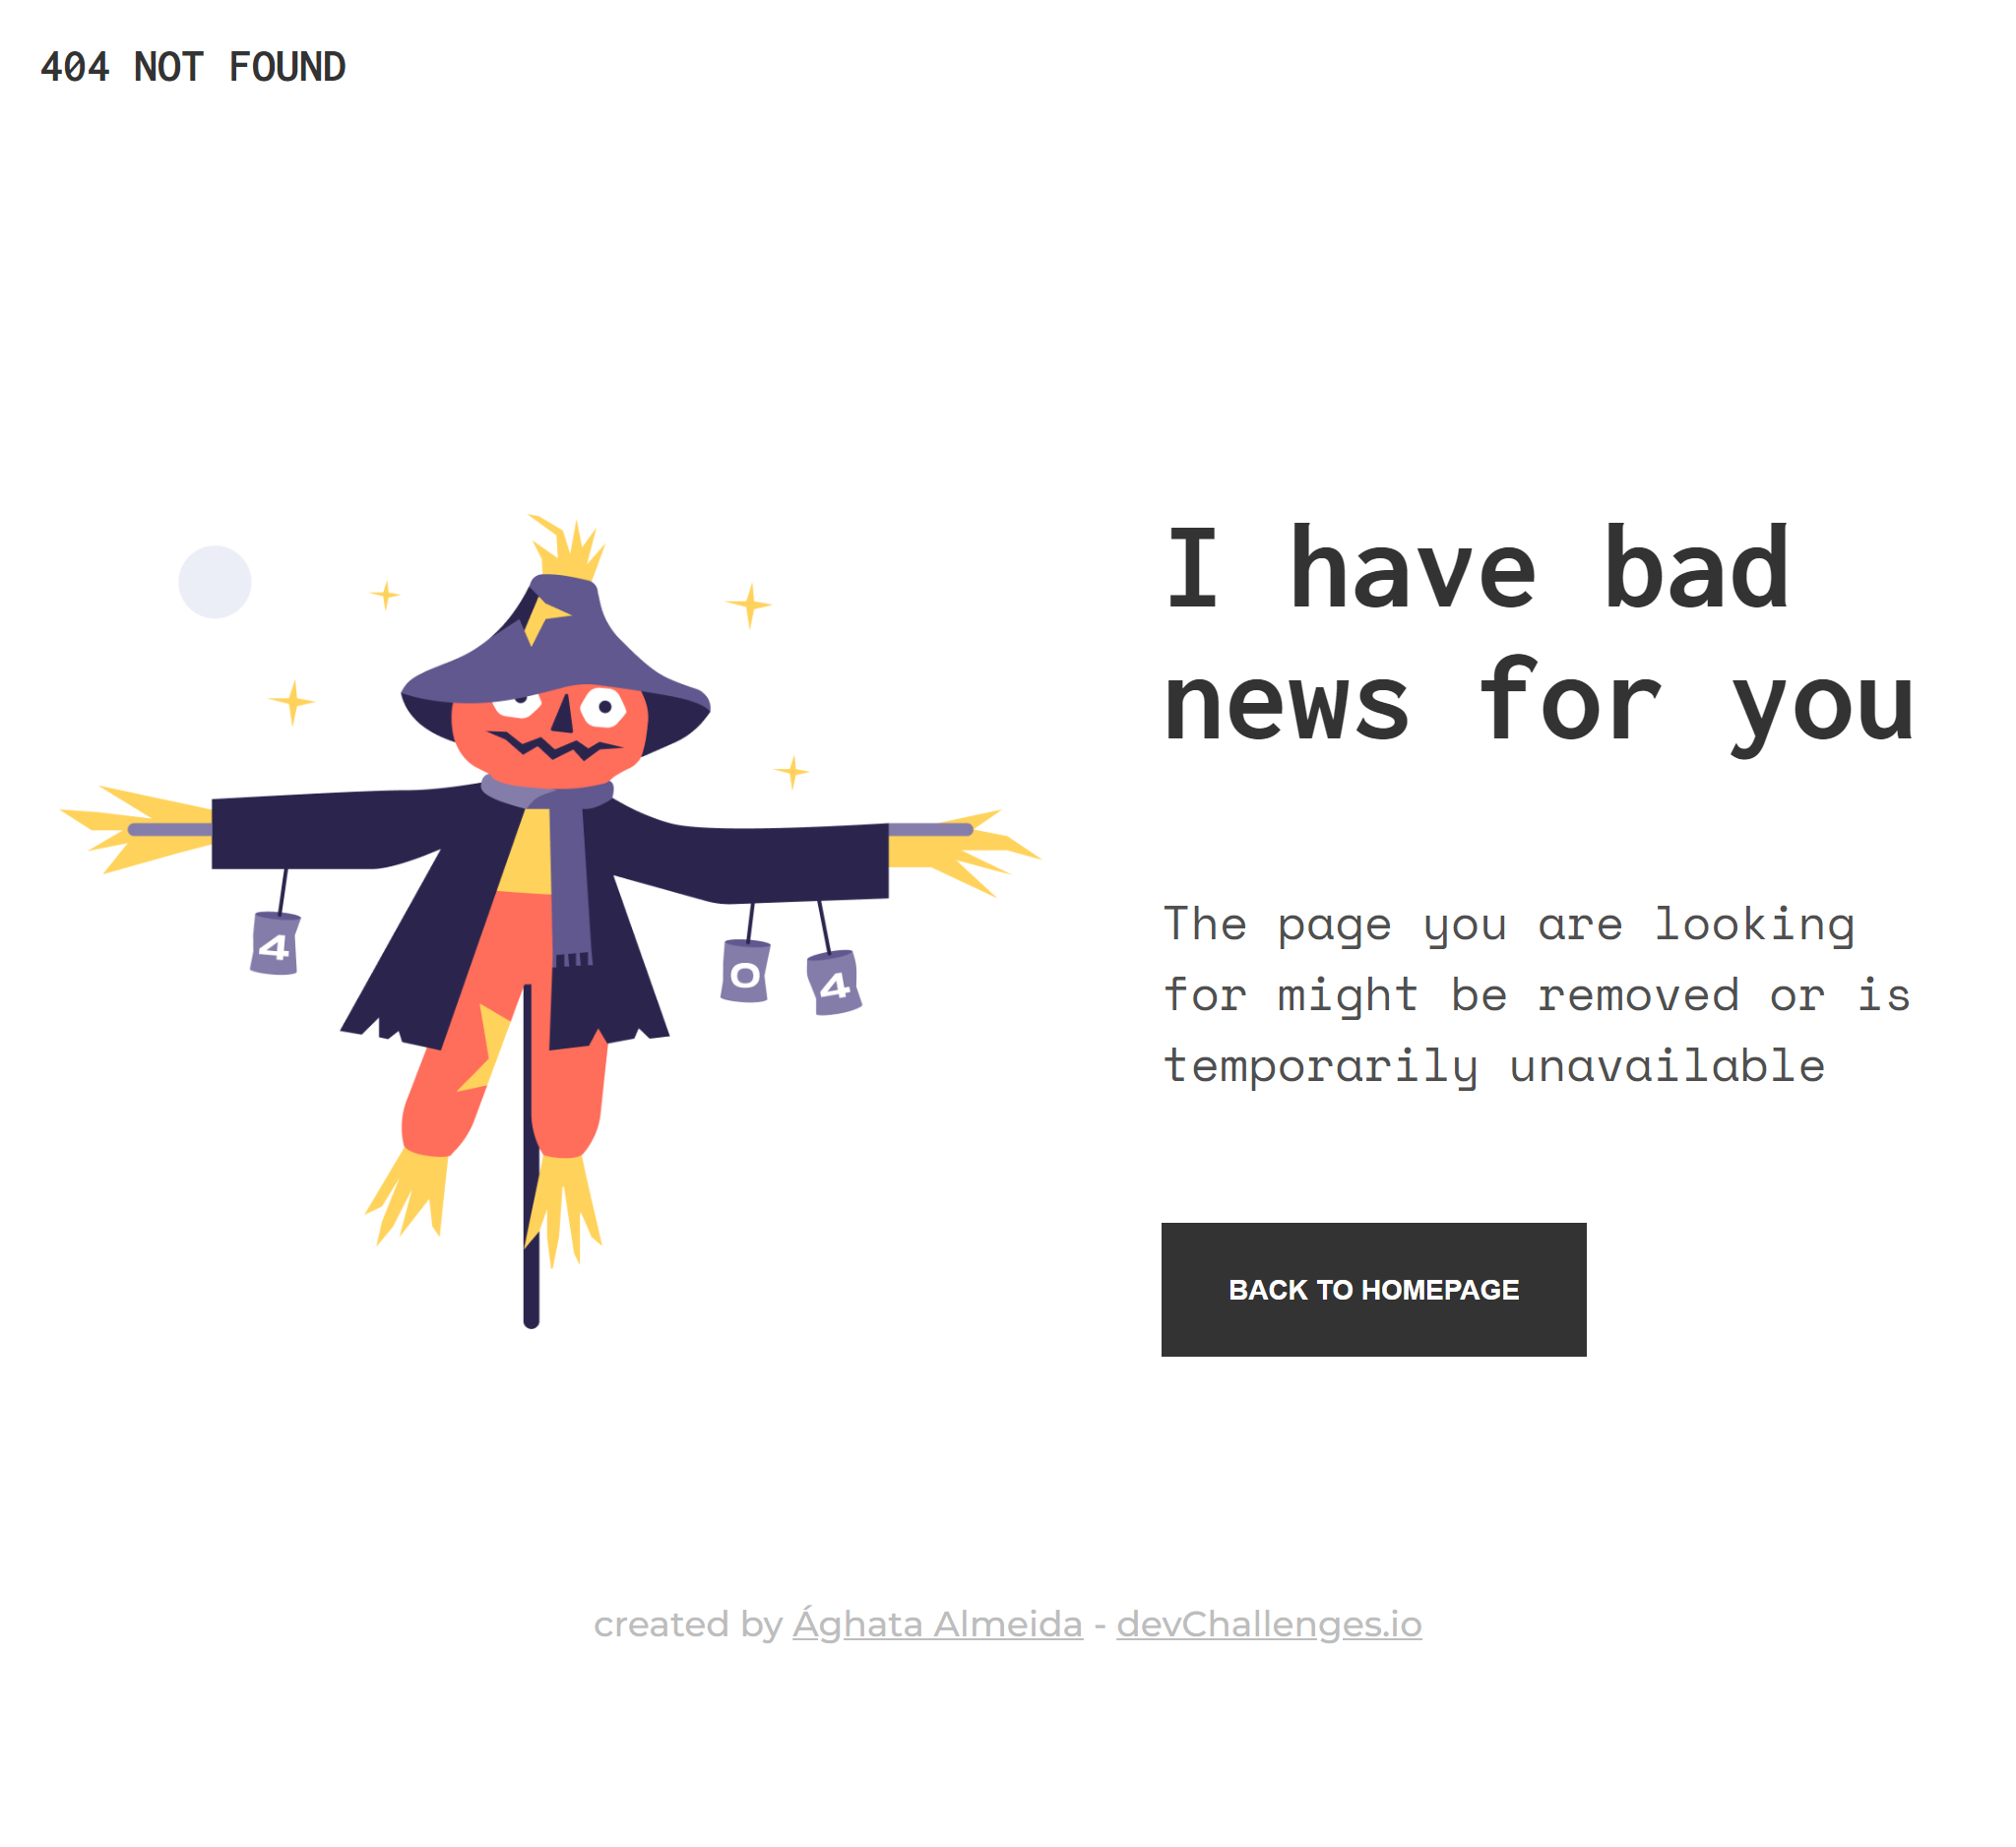 404 NOT FOUND
I have bad
news for you
4
0
4
The page you are looking
for might be removed or is
temporarily unavailable
BACK TO HOMEPAGE
created by Ághata Almeida - devChallenges.io